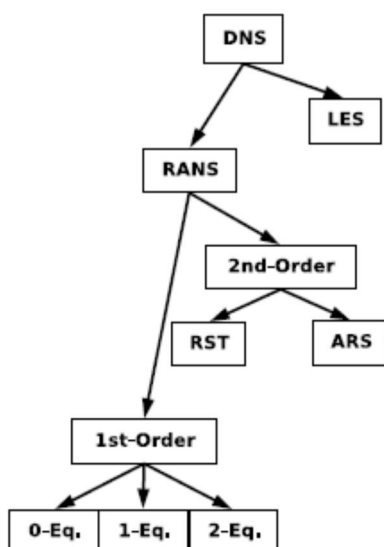 DNS
LES
RANS
2nd-Order
RST
ARS
1st-Order
0-Eq. 1-Eq. 2-Eq.